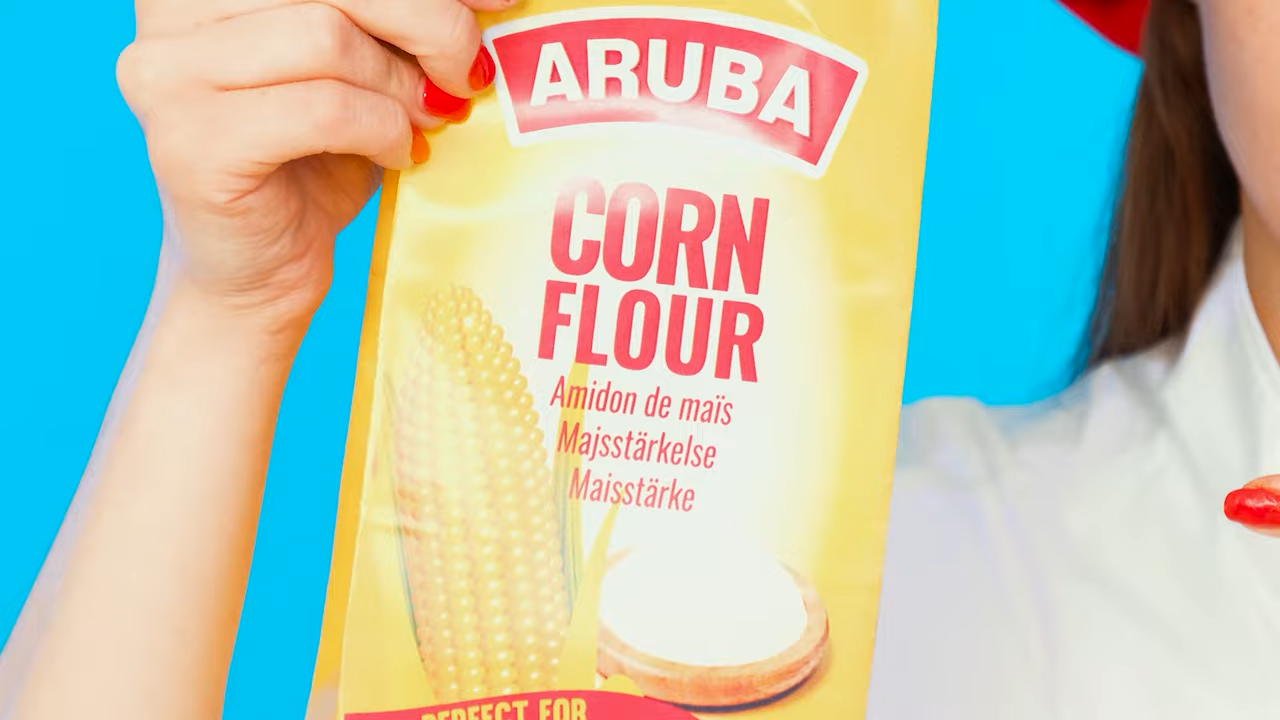 ARUBA
CORN
FLOUR
Amidon de maïs
Majsstärkelse
Maisstärke
PERFECT FOR